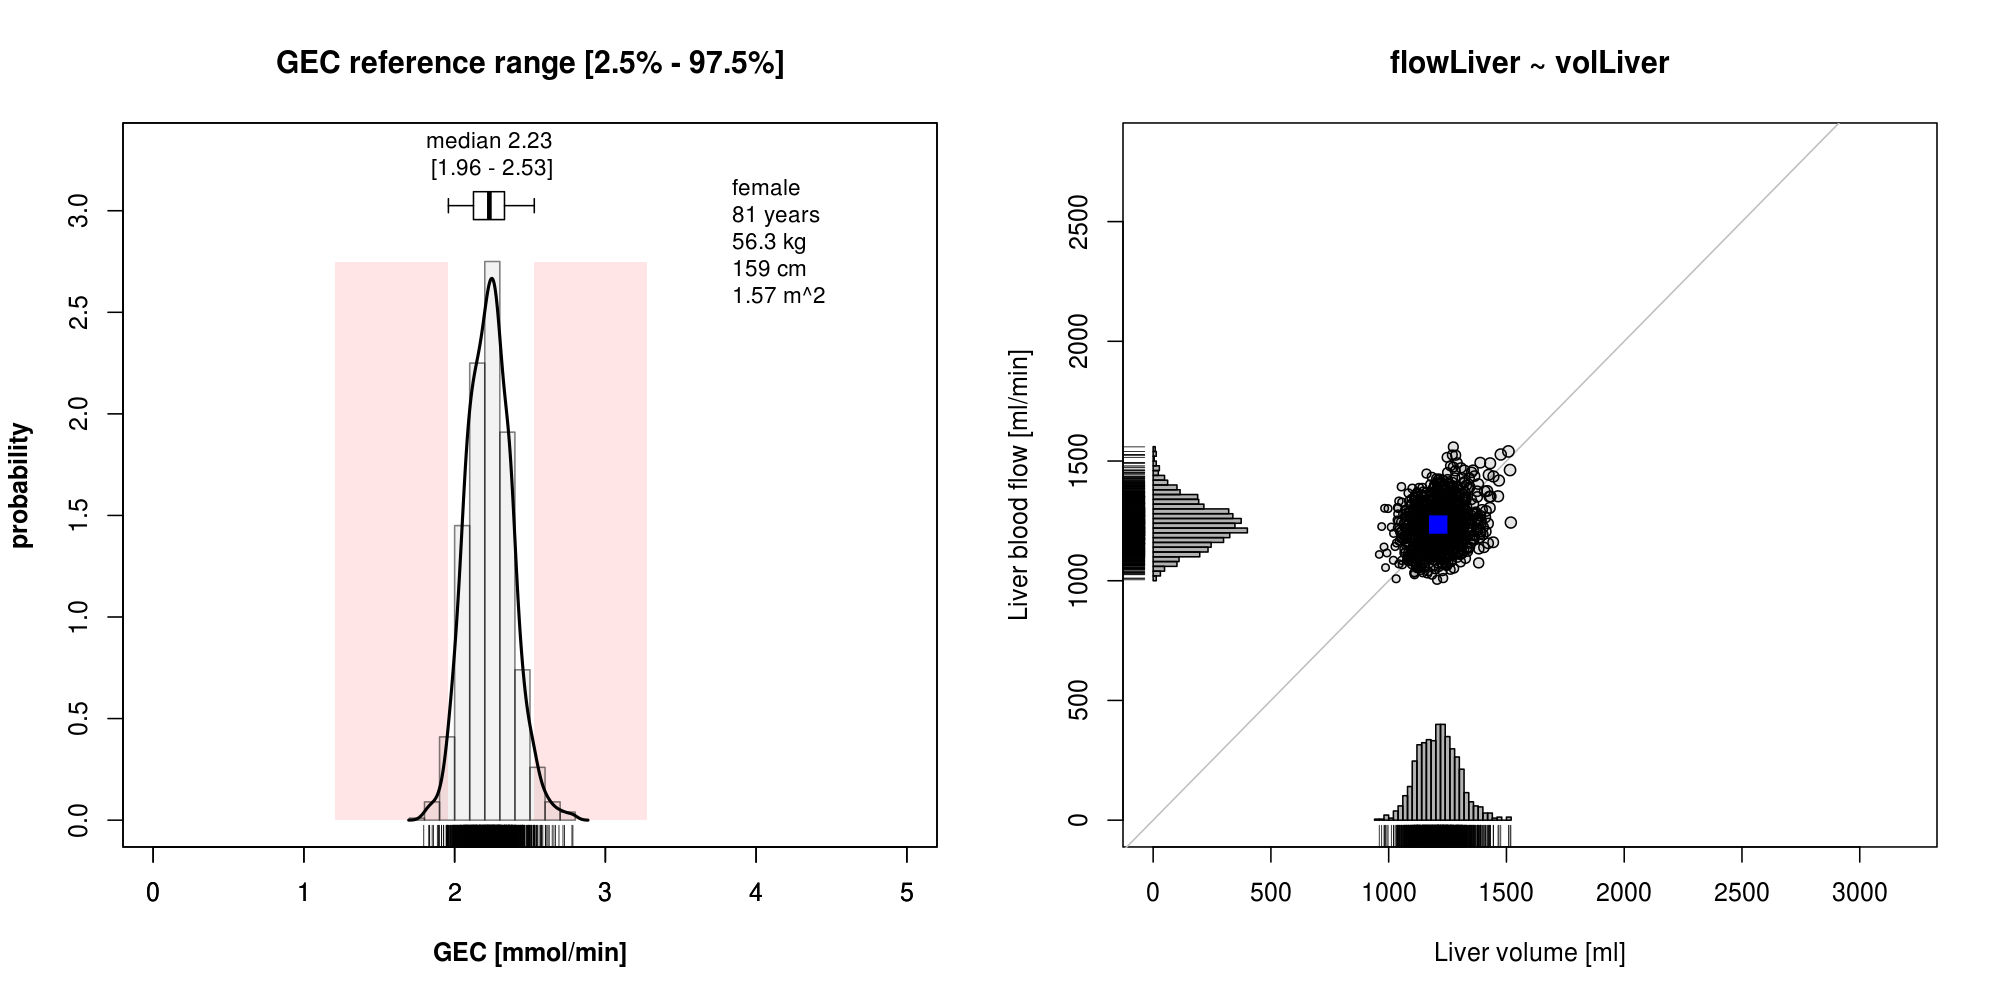 GEC reference range [2.5% - 97.5%]
median 2.23
[1.96 - 2.53]
female
81 years
56.3 kg
159 cm
1.57 m^2
probability
3.0
2.5
2.0
1.5
1.0
0.5
0.0
0 1 2 3 4 5
GEC [mmol/min]
flowLiver ~ volLiver
Liver blood flow [ml/min]
2500
2000
1500
1000
500
0
0 500 1000 1500 2000 2500 3000
Liver volume [ml]